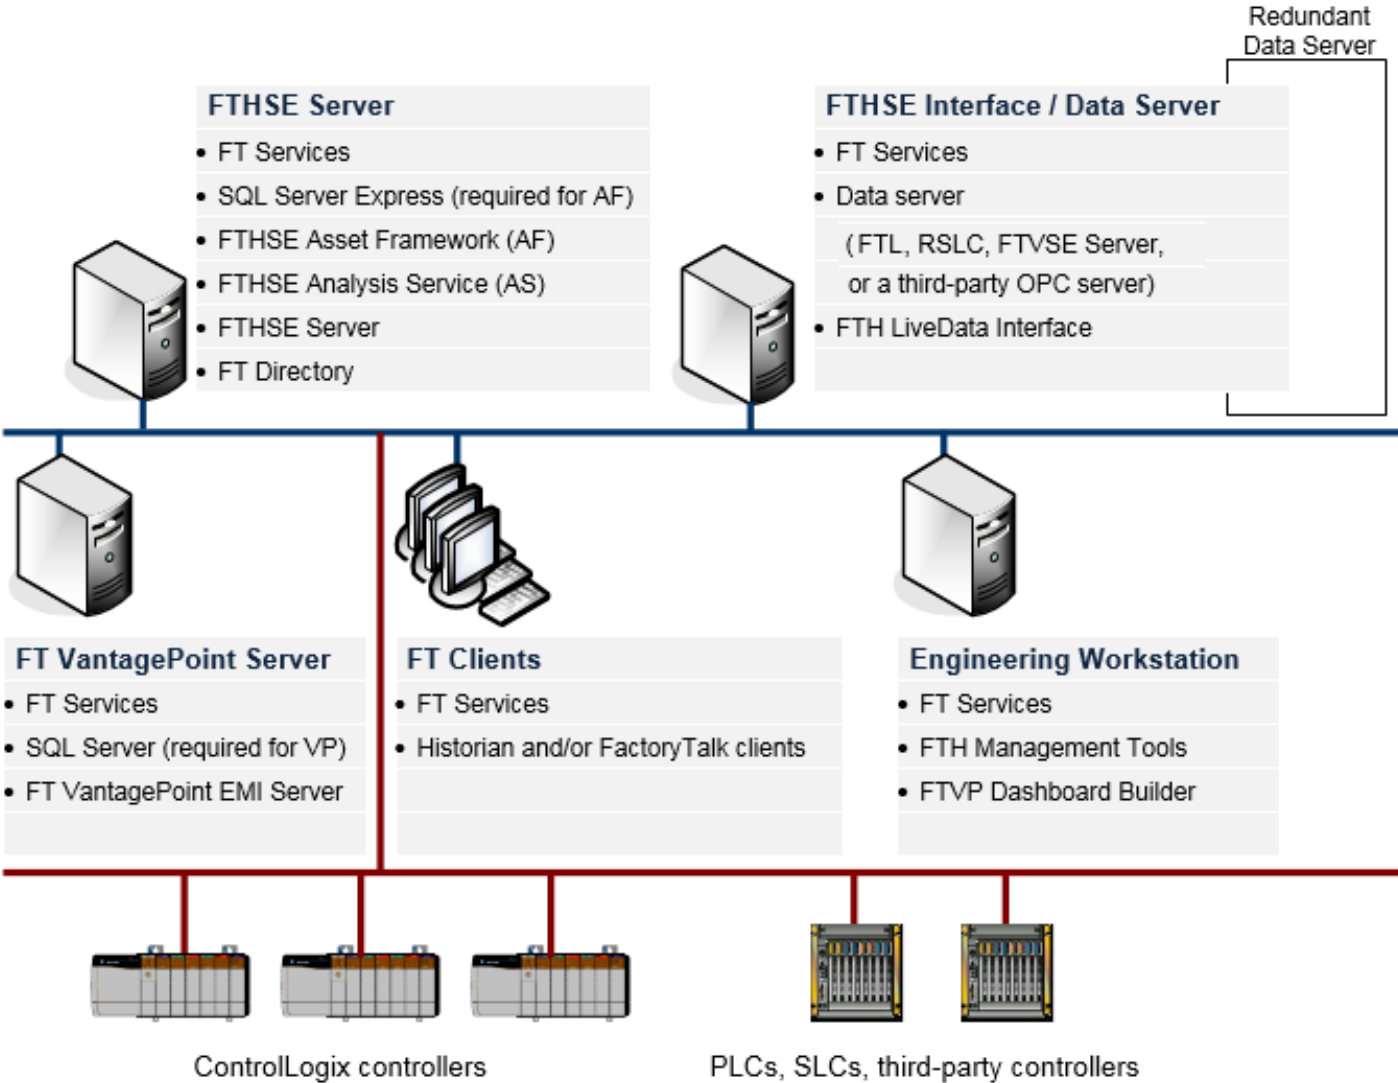 Redundant
Data Server
FTHSE Server
• FT Services
• SQL Server Express (required for AF)
• FTHSE Asset Framework (AF)
• FTHSE Analysis Service (AS)
• FTHSE Server
• FT Directory
FTHSE Interface / Data Server
• FT Services
• Data server
( FTL, RSLC, FTVSE Server,
or a third-party OPC server)
• FTH LiveData Interface
FT VantagePoint Server
• FT Services
• SQL Server (required for VP)
• FT VantagePoint EMI Server
FT Clients
• FT Services
• Historian and/or FactoryTalk clients
Engineering Workstation
• FT Services
• FTH Management Tools
• FTVP Dashboard Builder
ControlLogix controllers
PLCs, SLCs, third-party controllers